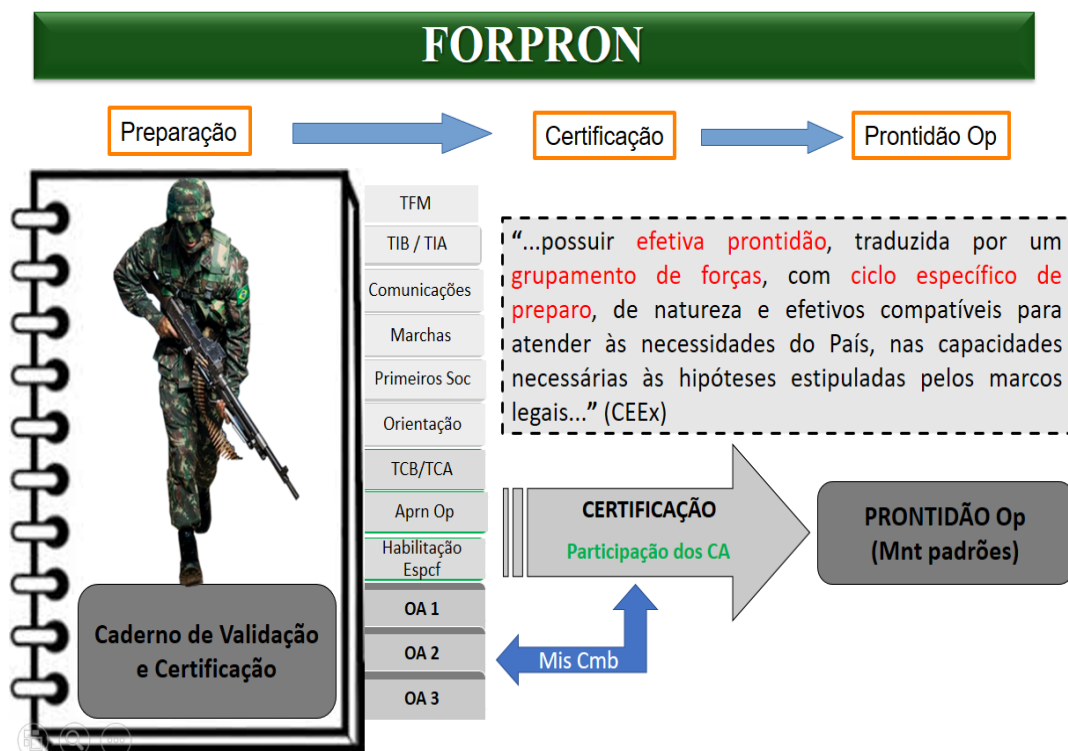 FORPRON
Preparação
Certificação
Prontidão Op
TFM
TIB / TIA
Comunicações
Marchas
Primeiros Soc
Orientação
TCB/TCA
Aprn Op
Habilitação
Espcf
OA 1
OA 2
OA 3
Caderno de Validação
e Certificação
“...possuir efetiva prontidão, traduzida por um
grupamento de forças, com ciclo específico de
preparo, de natureza e efetivos compatíveis para
atender às necessidades do País, nas capacidades
necessárias às hipóteses estipuladas pelos marcos
legais...” (CEEx)
CERTIFICAÇÃO
Participação dos CA
Mis Cmb
PRONTIDÃO Op
(Mnt padrões)